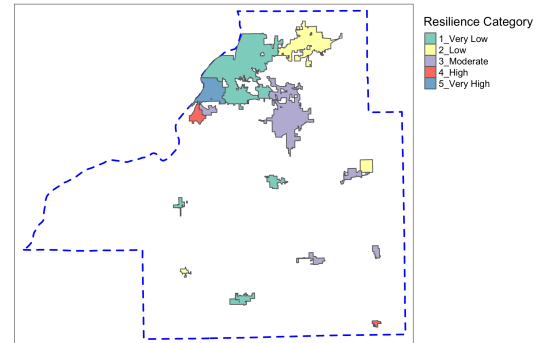 Resilience Category
1_Very Low
2_Low
3_Moderate
4_High
5_Very High